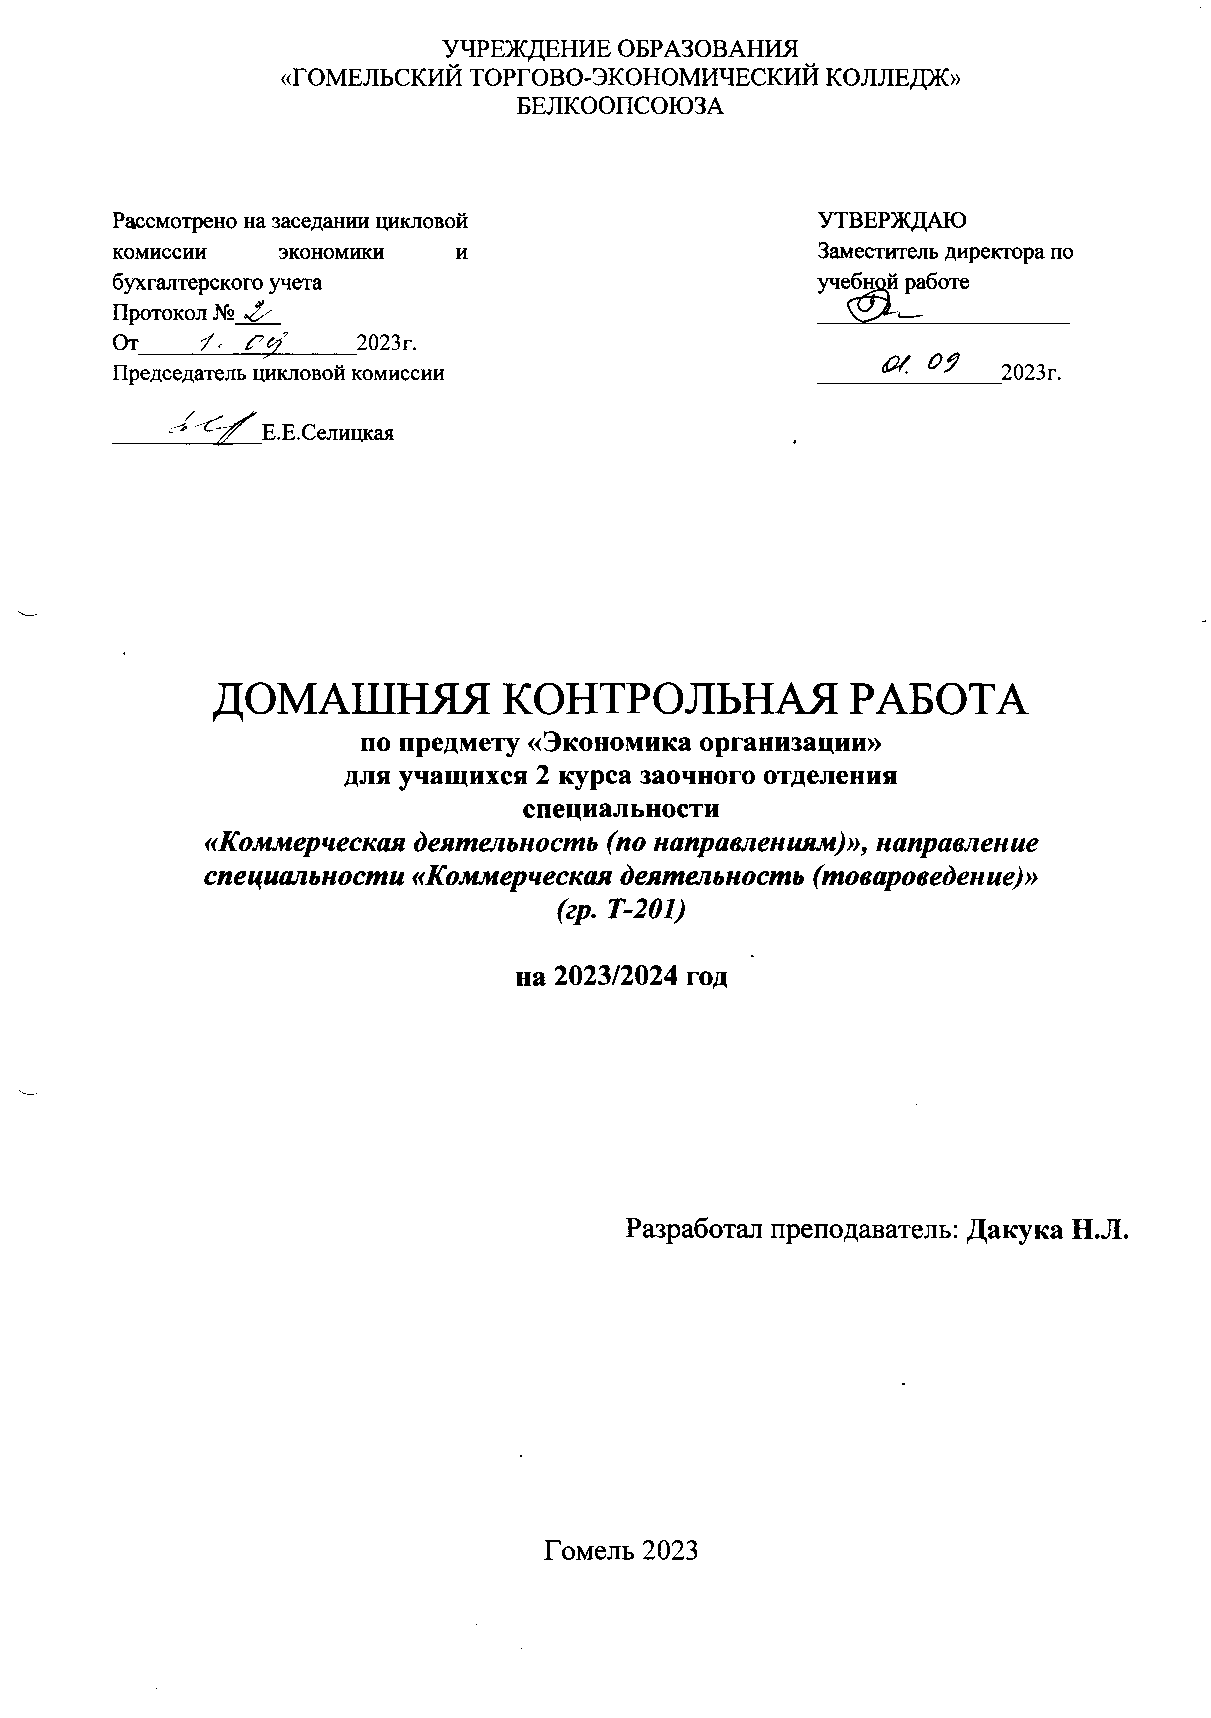 УЧРЕЖДЕНИЕ ОБРАЗОВАНИЯ
«ГОМЕЛЬСКИЙ ТОРГОВО-ЭКОНОМИЧЕСКИЙ КОЛЛЕДЖ»
БЕЛКООПСОЮЗА
Рассмотрено на заседании цикловой
комиссии экономики и
бухгалтерского учета
Протокол № 2
От 1. 09 2023г.
Председатель цикловой комиссии
Е.Е.Селицкая
УТВЕРЖДАЮ
Заместитель директора по
учебной работе
01. 09 2023г.
ДОМАШНЯЯ КОНТРОЛЬНАЯ РАБОТА
по предмету «Экономика организации»
для учащихся 2 курса заочного отделения
специальности
«Коммерческая деятельность (по направлениям)», направление
специальности «Коммерческая деятельность (товароведение)»
(гр. Т-201)
на 2023/2024 год
Разработал преподаватель: Дакука Н.Л.
Гомель 2023